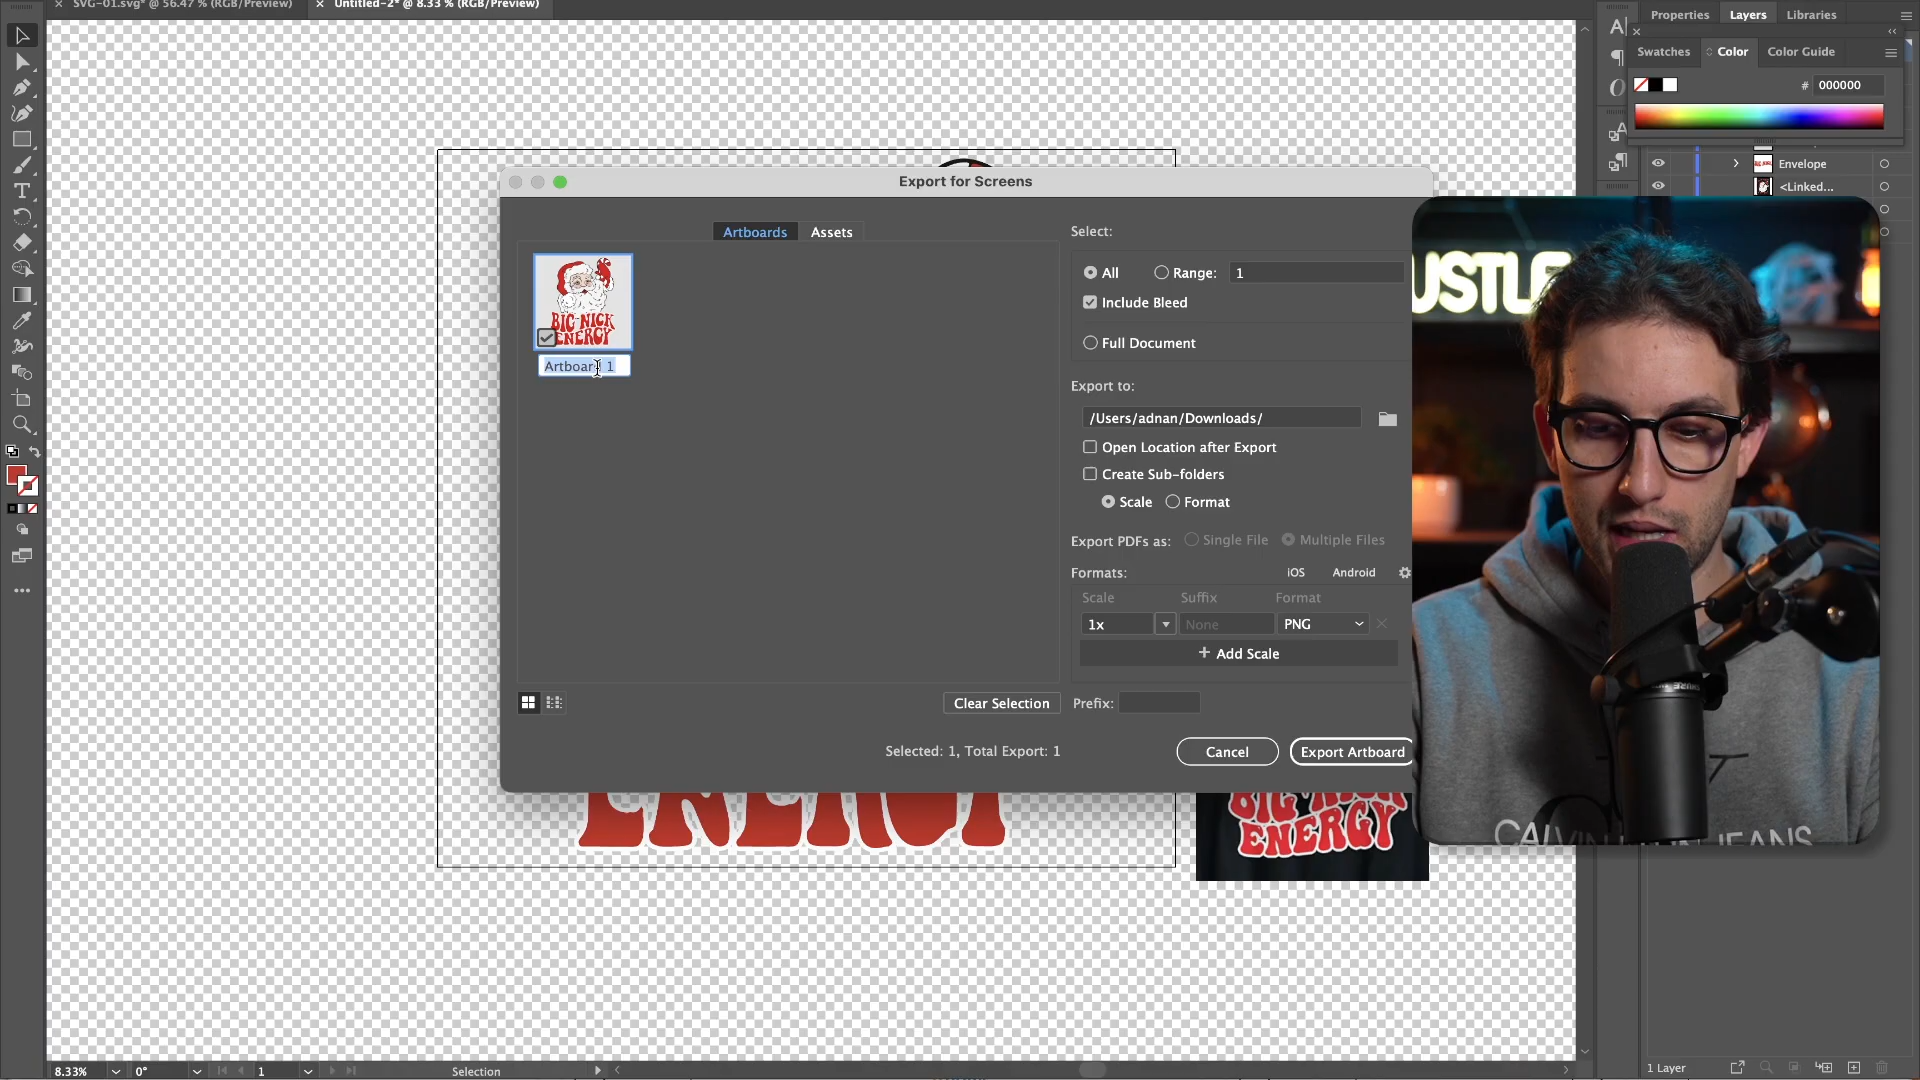 SVG-01.svg* @ 56.47 % (RGB/Preview)
Untitled-2* @ 8.33 % (RGB/Preview)
Properties
Layers
Libraries
Swatches
Color
Color Guide
# 000000
Envelope
<Linked...
Export for Screens
Artboards
Assets
BIG NICK
ENERGY
Artboard 1
Select:
All
Range:
1
Include Bleed
Full Document
Export to:
/Users/adnan/Downloads/
Open Location after Export
Create Sub-folders
Scale
Format
Export PDFs as:
Single File
Multiple Files
Formats:
iOS
Android
Scale
Suffix
Format
1x
None
PNG
+ Add Scale
Clear Selection
Prefix:
Selected: 1, Total Export: 1
Cancel
Export Artboard
ENERGY
BIG NICK
ENERGY
USTLE
CALVIN
JEANS
8.33%
0°
1
Selection
1 Layer